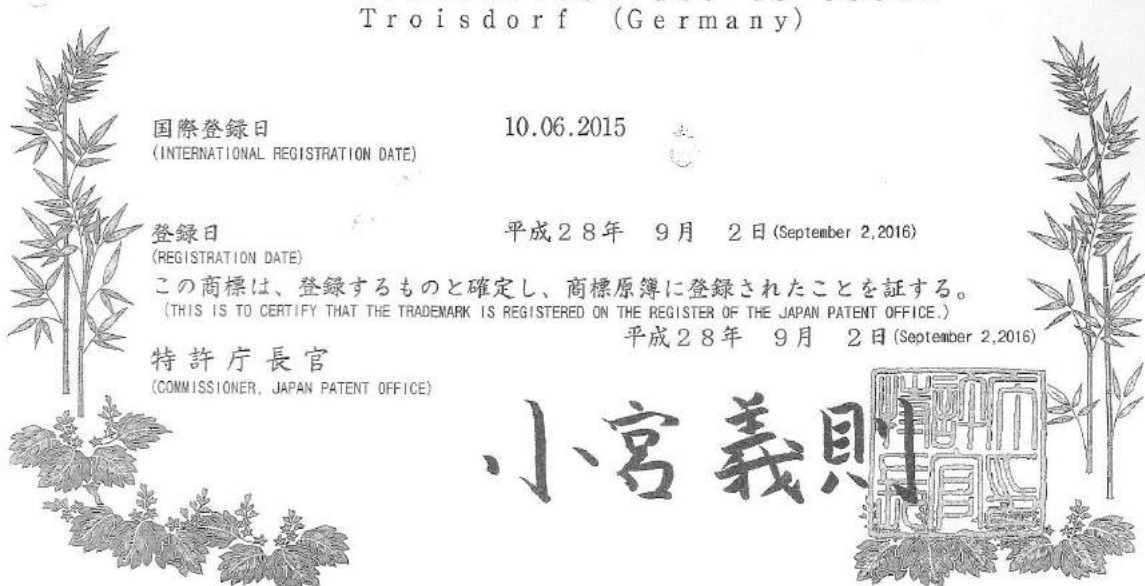 Troisdorf (Germany)
国際登録日 10.06.2015
(INTERNATIONAL REGISTRATION DATE)
登録日 平成28年 9月 2日(September 2,2016)
(REGISTRATION DATE)
この商標は、登録するものと確定し、商標原簿に登録されたことを証する。
(THIS IS TO CERTIFY THAT THE TRADEMARK IS REGISTERED ON THE REGISTER OF THE JAPAN PATENT OFFICE.)
平成28年 9月 2日(September 2,2016)
特許庁長官
(COMMISSIONER, JAPAN PATENT OFFICE)
小宮義則